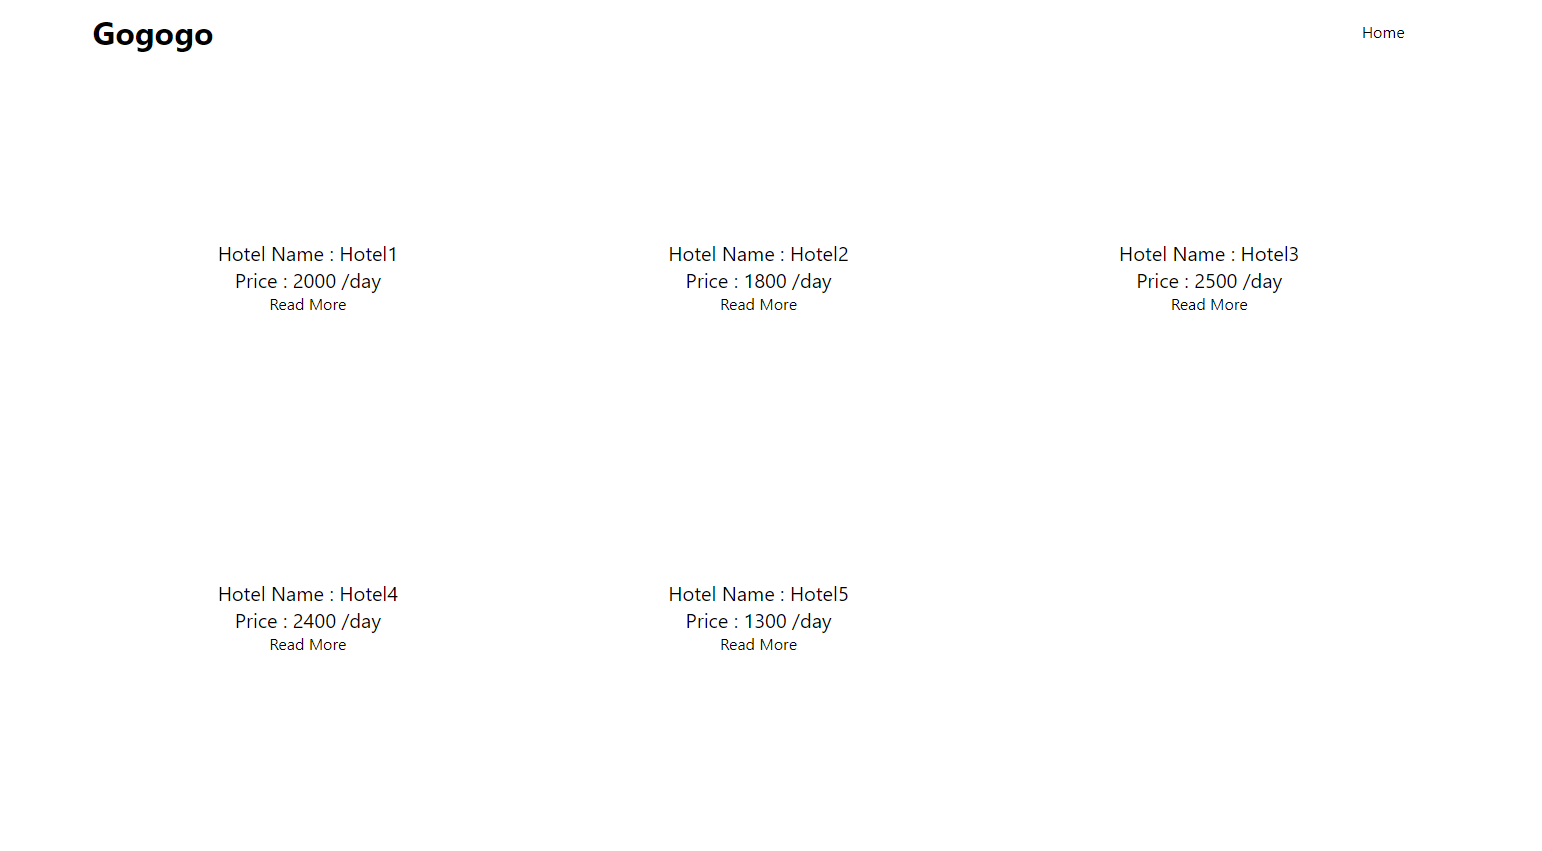 Gogogo
Home
Hotel Name : Hotel1
Price : 2000 /day
Read More
Hotel Name : Hotel2
Price : 1800 /day
Read More
Hotel Name : Hotel3
Price : 2500 /day
Read More
Hotel Name : Hotel4
Price : 2400 /day
Read More
Hotel Name : Hotel5
Price : 1300 /day
Read More